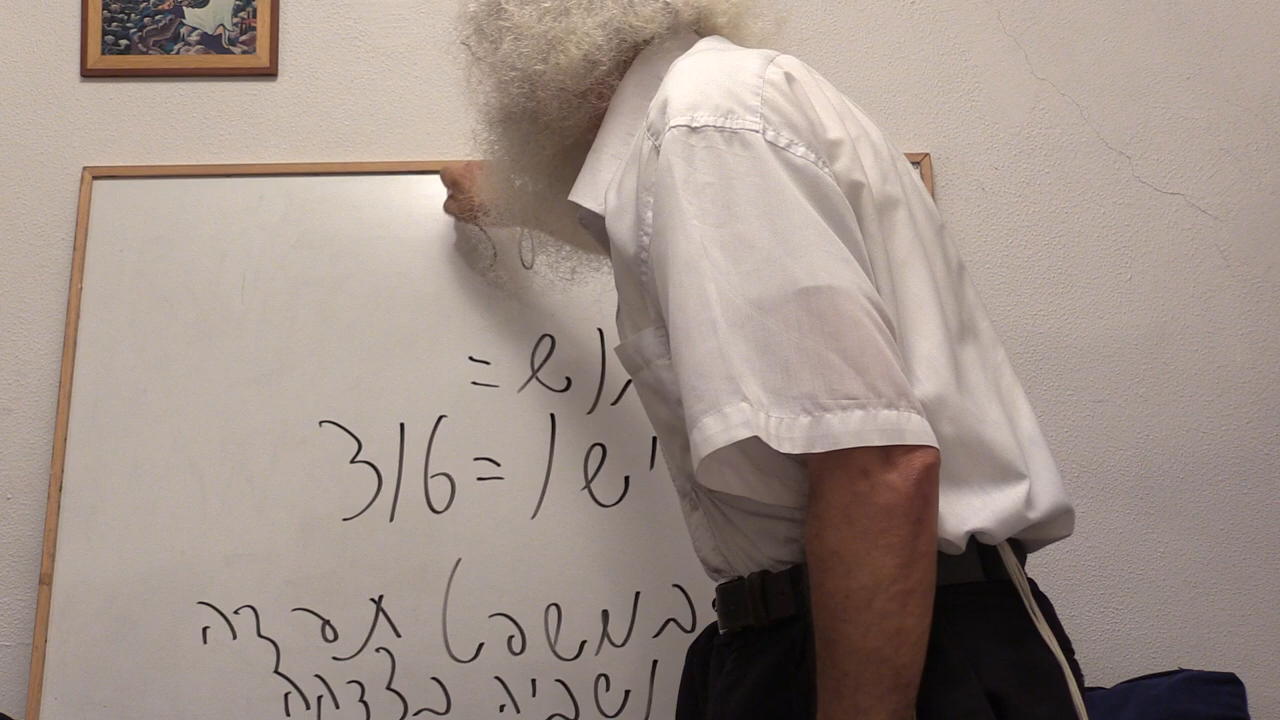 =
ישו = 316
במשפט תפדה
ושביה בצדקה